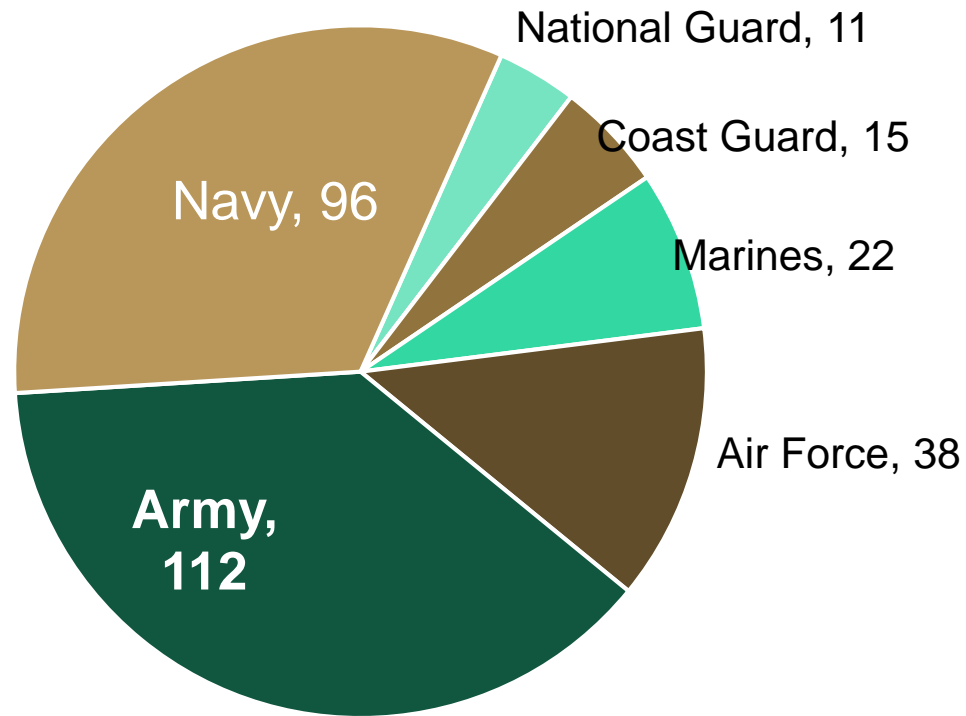 National Guard, 11
Coast Guard, 15
Navy, 96
Marines, 22
Air Force, 38
Army,
112